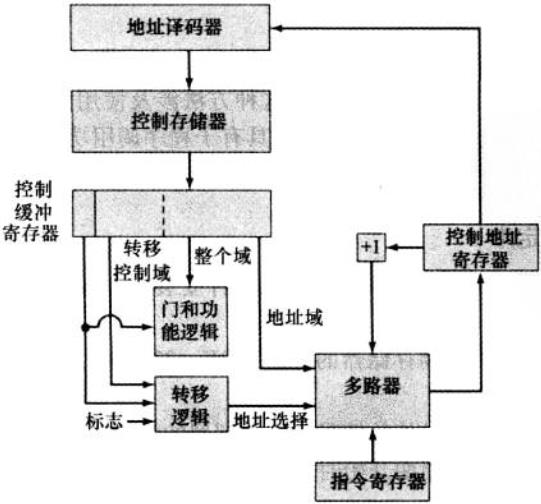 地址译码器
控制存储器
控制
缓冲
寄存器
转移
控制域
整个域
+1
控制地址
寄存器
门和功
能逻辑
地址域
多路器
转移
逻辑
标志
地址选择
指令寄存器